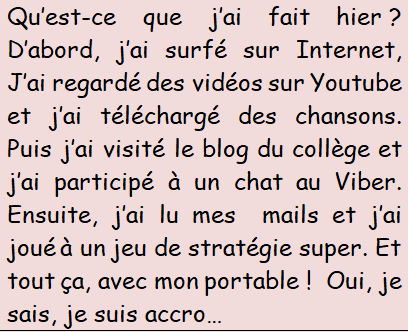 Qu'est-ce que j'ai fait hier ?
D'abord, j'ai surfé sur Internet,
J'ai regardé des vidéos sur Youtube
et j'ai téléchargé des chansons.
Puis j'ai visité le blog du collège et
j'ai participé à un chat au Viber.
Ensuite, j'ai lu mes mails et j'ai
joué à un jeu de stratégie super. Et
tout ça, avec mon portable ! Oui, je
sais, je suis accro...